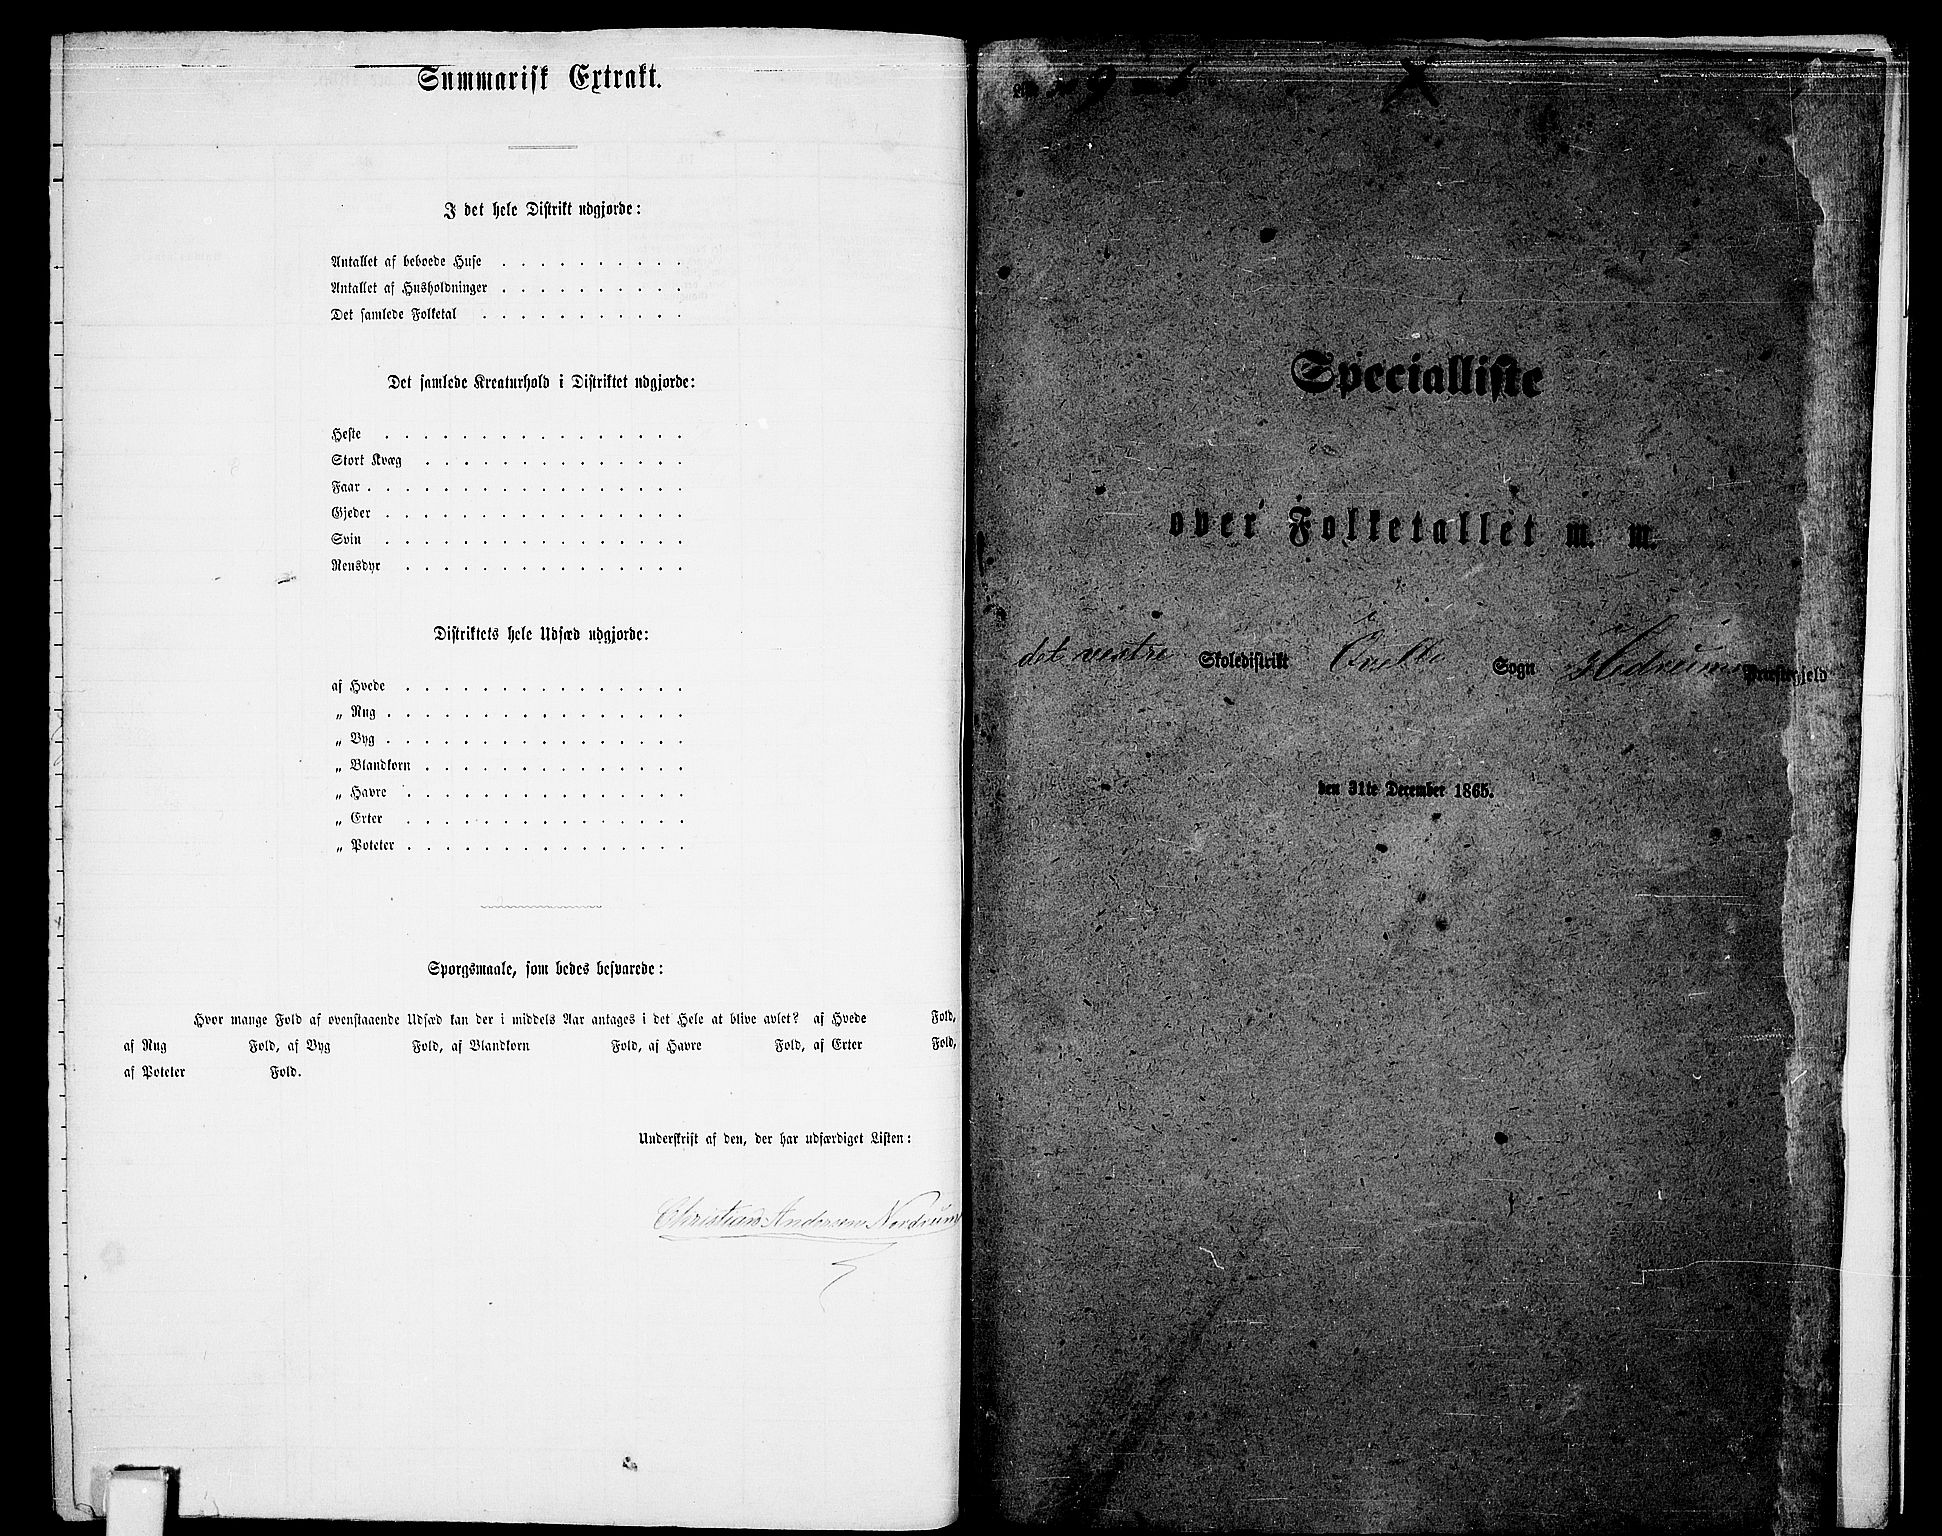 Summarisk Extrakt.
I det hele Distrikt udgjorde:
Antallet af beboede Huse . . . . . . . . . .
Antallet af Husholdninger . . . . . . . . . .
Det samlede Folketal . . . . . . . . . . .
Det samlede Kreaturhold i Distriktet udgjorde:
Heste . . . . . . . . . . . . . . . .
Stort Kvæg . . . . . . . . . . . . . .
Faar . . . . . . . . . . . . . . . . .
Gjeder . . . . . . . . . . . . . . . .
Svin . . . . . . . . . . . . . . . .
Rensdyr . . . . . . . . . . . . . . .
Distriktets hele Udsæd udgjorde:
af Hvede . . . . . . . . . . . . . . .
„ Rug . . . . . . . . . . . . . . . .
„ Byg . . . . . . . . . . . . . . . .
„ Blandkorn . . . . . . . . . . . . . .
„ Havre . . . . . . . . . . . . . . .
„ Erter . . . . . . . . . . . . . . .
„ Poteter . . . . . . . . . . . . . . .
Spørgsmaale, som bedes besvarede:
Hvor mange Fold af ovenstaaende Udsæd kan der i middels Aar antages i det Hele at blive avlet? af Hvede Fold,
af Rug Fold, af Byg Fold, af Blandkorn Fold, af Havre Fold, af Erter Fold,
af Poteter Fold.
Underskrift af den, der har udfærdiget Listen:
Christian Andersen Nordrum
Specialliste
over Folketallet m. m.
i i
det vestre Skoledistrikt Qvelde Sogn Hedrum Præstegjeld
den 31te December 1865.